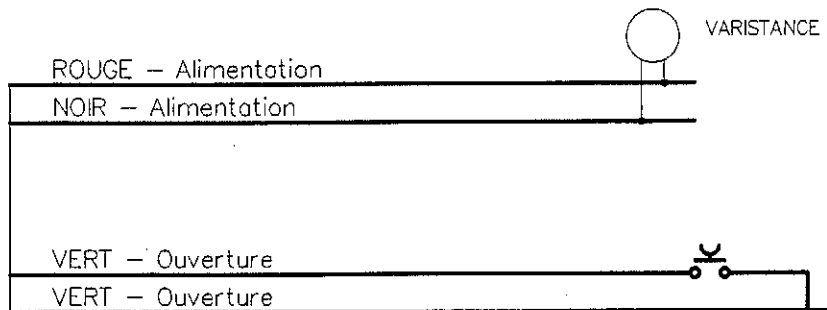 VARISTANCE
ROUGE – Alimentation
NOIR – Alimentation
VERT – Ouverture
VERT – Ouverture